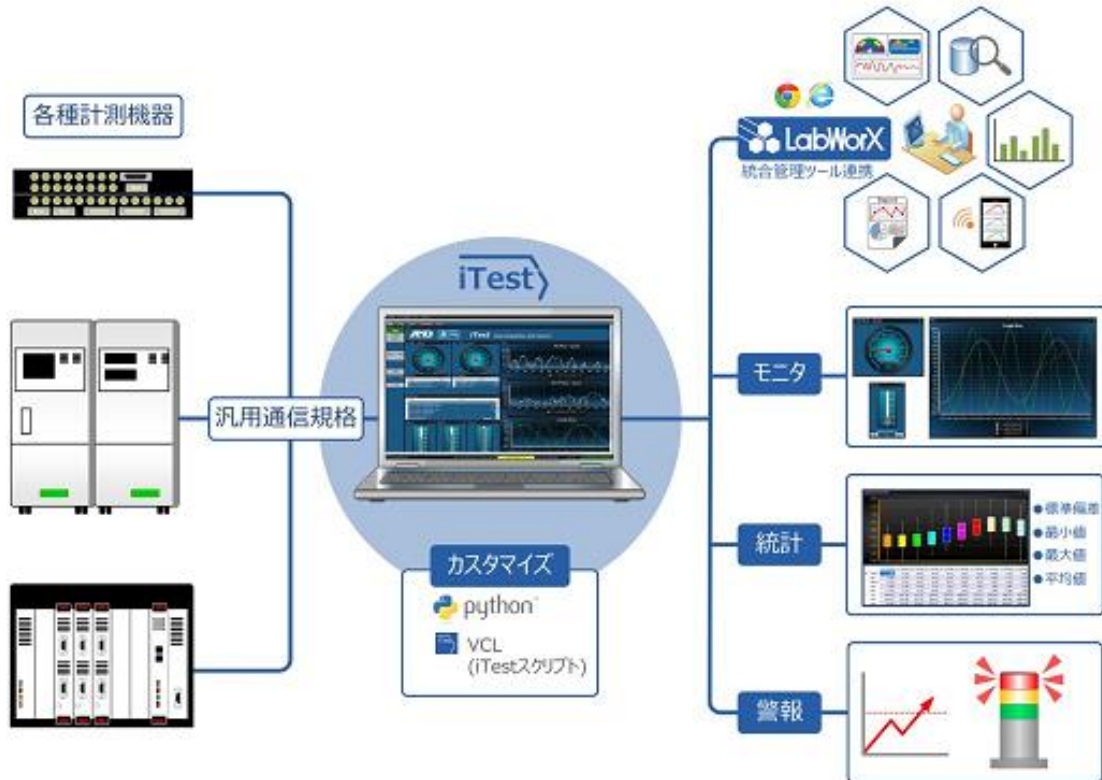 各種計測機器
汎用通信規格
iTest
カスタマイズ
python
VCL
(iTestスクリプト)
LabWorX
統合管理ツール連携
モニタ
統計
●標準偏差
●最小値
●最大値
●平均値
警報